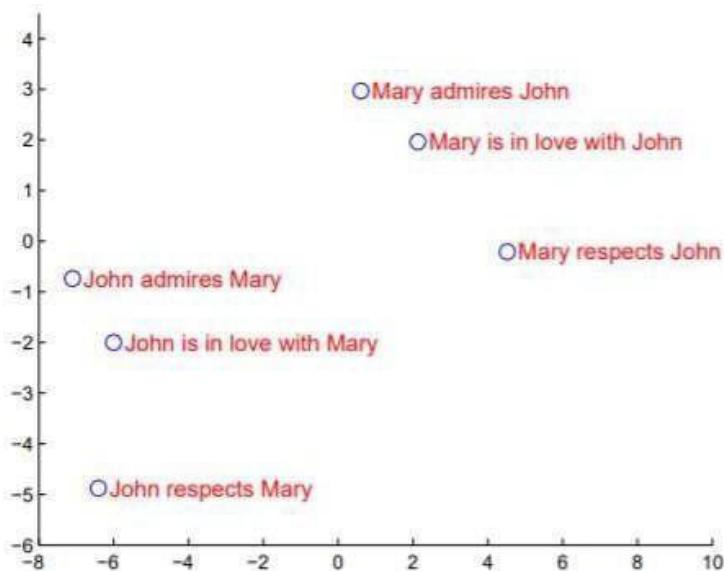 4
3
Mary admires John
2
Mary is in love with John
1
0
Mary respects John
John admires Mary
−1
−2
John is in love with Mary
−3
−4
−5
John respects Mary
−6
−8 −6 −4 −2 0 2 4 6 8 10